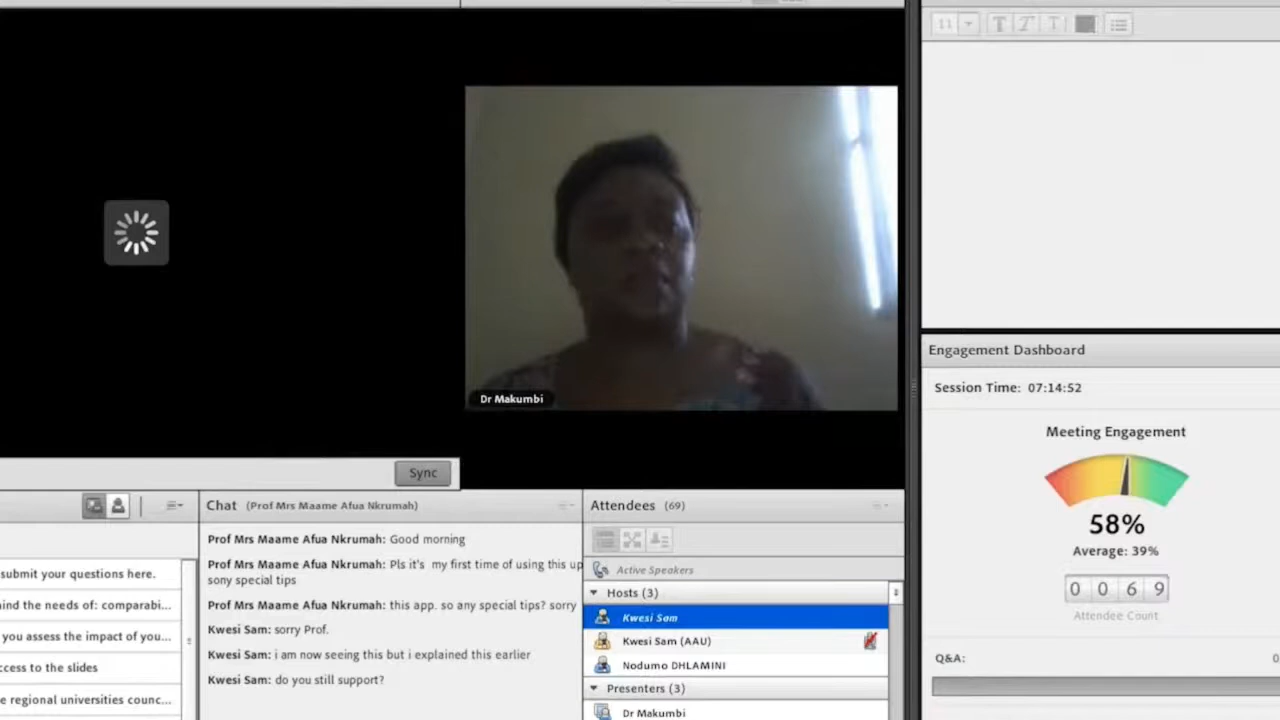 11
T T T
Dr Makumbi
Sync
Engagement Dashboard
Session Time: 07:14:52
Meeting Engagement
58%
Average: 39%
0 0 6 9
Attendee Count
Q&A:
submit your questions here.
ind the needs of: comparabi...
you assess the impact of you...
ccess to the slides
e regional universities counc...
Chat (Prof Mrs Maame Afua Nkrumah)
Prof Mrs Maame Afua Nkrumah: Good morning
Prof Mrs Maame Afua Nkrumah: Pls it's my first time of using this up
sony special tips
Prof Mrs Maame Afua Nkrumah: this app. so any special tips? sorry
Kwesi Sam: sorry Prof.
Kwesi Sam: i am now seeing this but i explained this earlier
Kwesi Sam: do you still support?
Attendees (69)
Active Speakers
Hosts (3)
Kwesi Sam
Kwesi Sam (AAU)
Nodumo DHLAMINI
Presenters (3)
Dr Makumbi